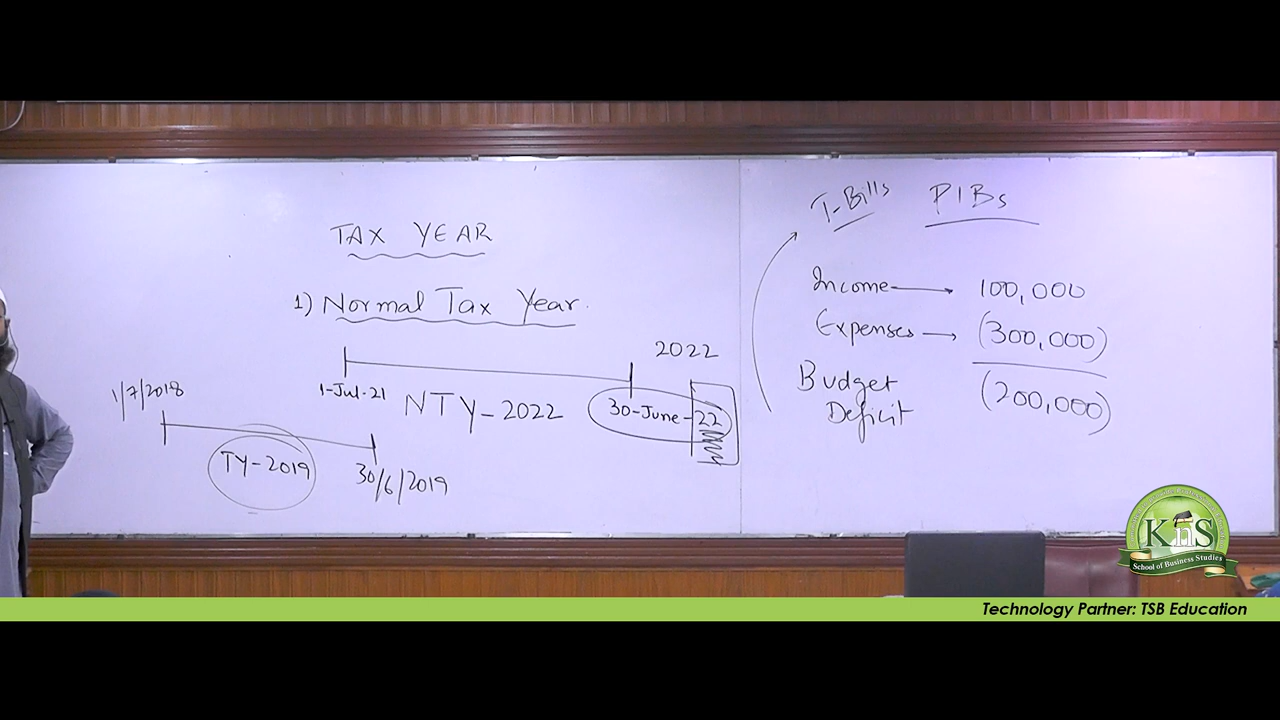 TAX YEAR
1) Normal Tax Year.
2022
1-Jul-21
NTY-2022
30-June-22
1/7/2018
TY-2019
30/6/2019
T-Bills PIBs
Income → 100,000
Expenses → (300,000)
Budget Deficit (200,000)
KnS
School of Business Studies
Technology Partner: TSB Education